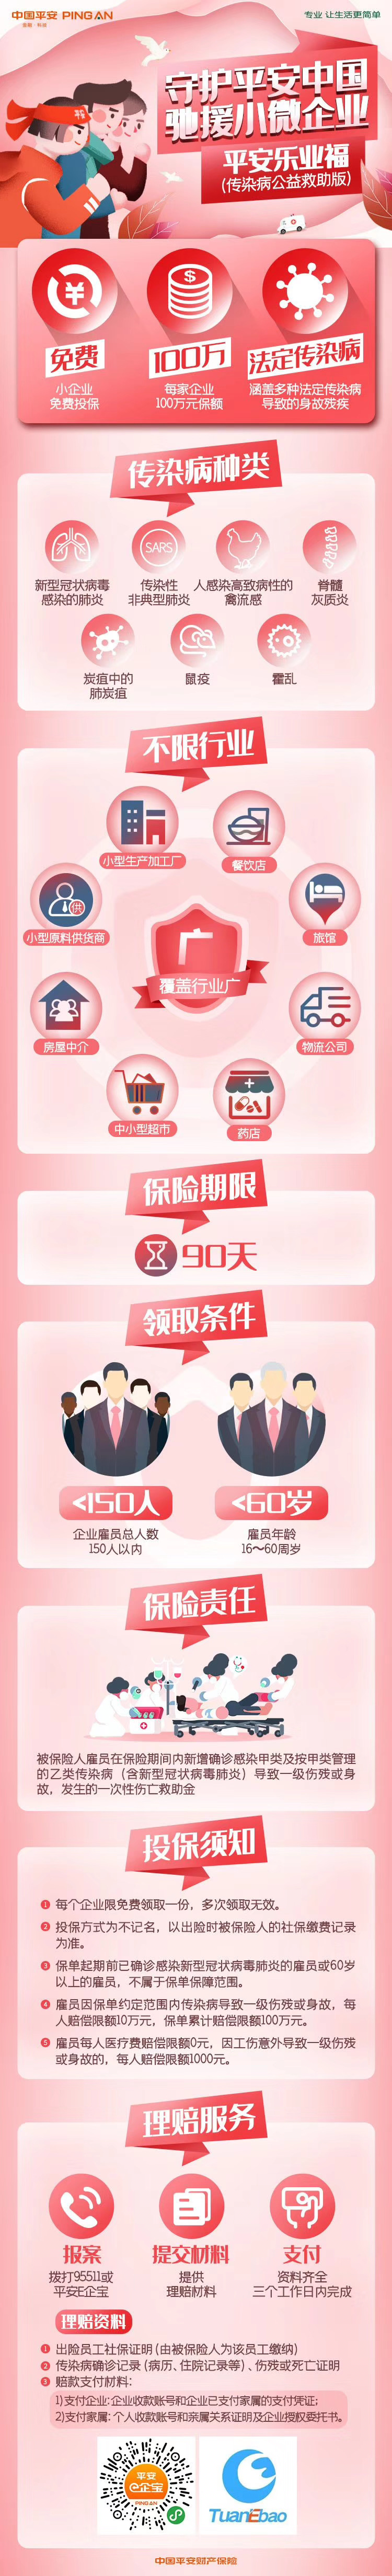 中国平安 PINGAN
保险·科技
专业 让生活更简单
守护平安中国
驰援小微企业
平安乐业福
(传染病公益救助版)
免费
小企业
免费投保
100万
每家企业
100万元保额
法定传染病
涵盖多种法定传染病
导致的身故残疾
传染病种类
新型冠状病毒
感染的肺炎
SARS
传染性
非典型肺炎
人感染高致病性的
禽流感
脊髓
灰质炎
炭疽中的
肺炭疽
鼠疫
霍乱
不限行业
小型生产加工厂
餐饮店
供
小型原料供货商
旅馆
广
覆盖行业广
房屋中介
物流公司
中小型超市
药店
保险期限
90天
领取条件
<150人
企业雇员总人数
150人以内
<60岁
雇员年龄
16～60周岁
保险责任
被保险人雇员在保险期间内新增确诊感染甲类及按甲类管理
的乙类传染病（含新型冠状病毒肺炎）导致一级伤残或身
故，发生的一次性伤亡救助金
投保须知
1 每个企业限免费领取一份，多次领取无效。
2 投保方式为不记名，以出险时被保险人的社保缴费记录
为准。
3 保单起期前已确诊感染新型冠状病毒肺炎的雇员或60岁
以上的雇员，不属于保单保障范围。
4 雇员因保单约定范围内传染病导致一级伤残或身故，每
人赔偿限额10万元，保单累计赔偿限额100万元。
5 雇员每人医疗费赔偿限额0元，因工伤意外导致一级伤残
或身故的，每人赔偿限额1000元。
理赔服务
报案
拨打95511或
平安E企宝
提交材料
提供
理赔材料
支付
资料齐全
三个工作日内完成
理赔资料
1 出险员工社保证明(由被保险人为该员工缴纳)
2 传染病确诊记录(病历、住院记录等)、伤残或死亡证明
3 赔款支付材料:
1)支付企业:企业收款账号和企业已支付家属的支付凭证;
2)支付家属:个人收款账号和亲属关系证明及企业授权委托书。
平安
e企宝
PINGAN
TuanEbao
中国平安财产保险